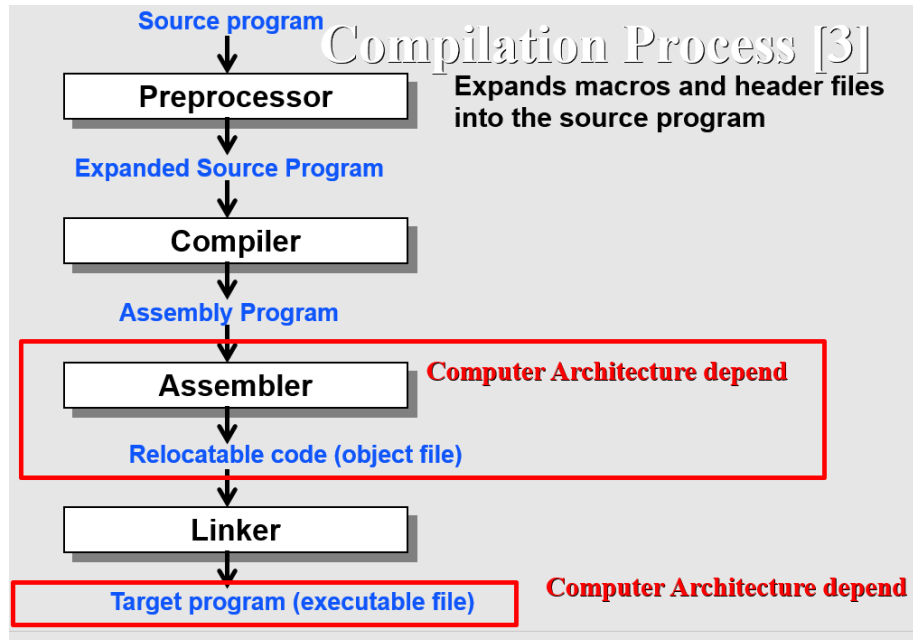 Source program
Compilation Process [3]
Preprocessor
Expands macros and header files
into the source program
Expanded Source Program
Compiler
Assembly Program
Assembler
Computer Architecture depend
Relocatable code (object file)
Linker
Target program (executable file)
Computer Architecture depend